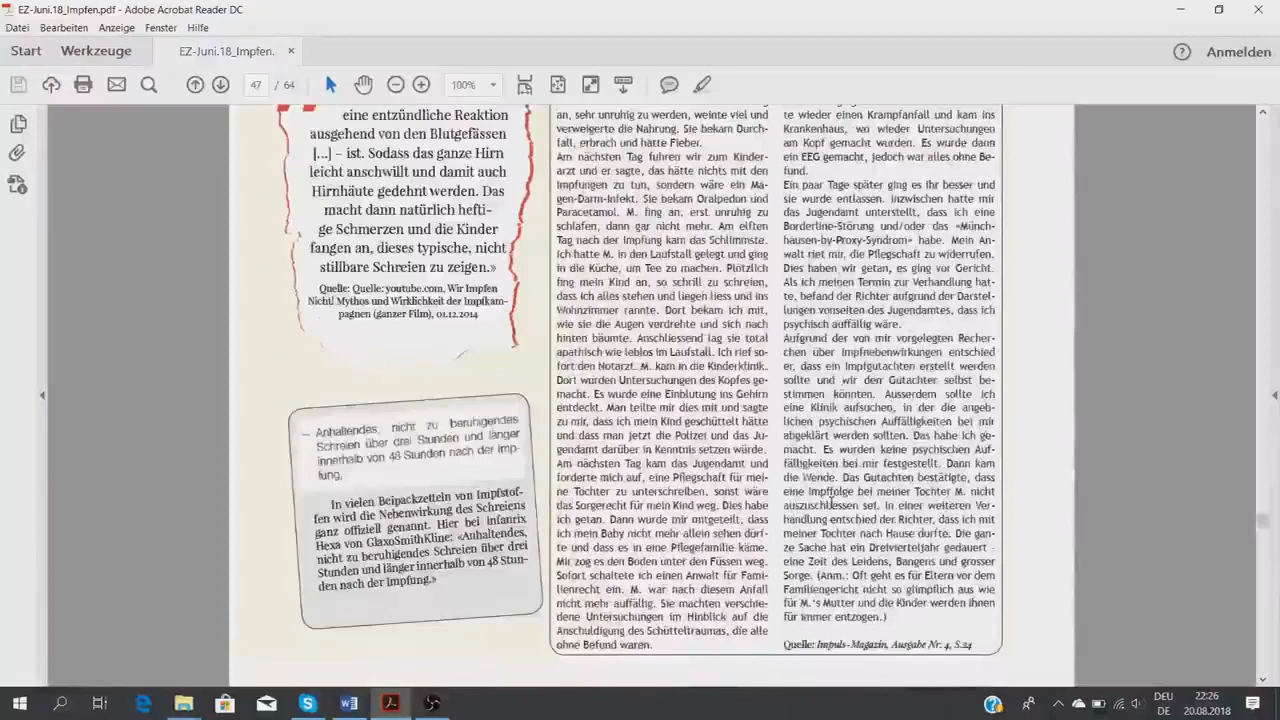 EZ-Juni.18_Impfen.pdf - Adobe Acrobat Reader DC
Datei Bearbeiten Anzeige Fenster Hilfe
Start Werkzeuge EZ-Juni.18_Impfen. × Anmelden
47 / 64 100%
eine entzündliche Reaktion
ausgehend von den Blutgefässen
[...] – ist. Sodass das ganze Hirn
leicht anschwillt und damit auch
Hirnhäute gedehnt werden. Das
macht dann natürlich hefti-
ge Schmerzen und die Kinder
fangen an, dieses typische, nicht
stillbare Schreien zu zeigen.»
Quelle: Quelle: youtube.com, Wir Impfen
Nicht! Mythos und Wirklichkeit der Impfkam-
pagnen (ganzer Film), 01.12.2014
– Anhaltendes, nicht zu beruhigendes
Schreien über drei Stunden und länger
innerhalb von 48 Stunden nach der Imp-
fung,
In vielen Beipackzetteln von Impfstof-
fen wird die Nebenwirkung des Schreiens
ganz offiziell genannt. Hier bei infanrix
Hexa von GlaxoSmithKline: «Anhaltendes,
nicht zu beruhigendes Schreien über drei
Stunden und länger innerhalb von 48 Stun-
den nach der Impfung.»
an, sehr unruhig zu werden, weinte viel und
verweigerte die Nahrung. Sie bekam Durch-
fall, erbrach und hatte Fieber.
Am nächsten Tag fuhren wir zum Kinder-
arzt und er sagte, das hätte nichts mit den
Impfungen zu tun, sondern wäre ein Ma-
gen-Darm-Infekt. Sie bekam Oralpedon und
Paracetamol. M. fing an, erst unruhig zu
schlafen, dann gar nicht mehr. Am elften
Tag nach der Impfung kam das Schlimmste.
Ich hatte M. in den Laufstall gelegt und ging
in die Küche, um Tee zu machen. Plötzlich
fing mein Kind an, so schrill zu schreien,
dass ich alles stehen und liegen liess und ins
Wohnzimmer rannte. Dort bekam ich mit,
wie sie die Augen verdrehte und sich nach
hinten bäumte. Anschliessend lag sie total
apathisch wie leblos im Laufstall. Ich rief so-
fort den Notarzt. M. kam in die Kinderklinik.
Dort wurden Untersuchungen des Kopfes ge-
macht. Es wurde eine Einblutung ins Gehirn
entdeckt. Man teilte mir dies mit und sagte
zu mir, dass ich mein Kind geschüttelt hätte
und dass man jetzt die Polizei und das Ju-
gendamt darüber in Kenntnis setzen würde.
Am nächsten Tag kam das Jugendamt und
forderte mich auf, eine Pflegschaft für mei-
ne Tochter zu unterschreiben, sonst wäre
das Sorgerecht für mein Kind weg. Dies habe
ich getan. Dann wurde mir mitgeteilt, dass
ich mein Baby nicht mehr allein sehen dürf-
te und dass es in eine Pflegefamilie käme.
Mir zog es den Boden unter den Füssen weg.
Sofort schaltete ich einen Anwalt für Fami-
lienrecht ein. M. war nach diesem Anfall
nicht mehr auffällig. Sie machten verschie-
dene Untersuchungen im Hinblick auf die
Anschuldigung des Schütteltraumas, die alle
ohne Befund waren.
te wieder einen Krampfanfall und kam ins
Krankenhaus, wo wieder Untersuchungen
am Kopf gemacht wurden. Es wurde dann
ein EEG gemacht, jedoch war alles ohne Be-
fund.
Ein paar Tage später ging es ihr besser und
sie wurde entlassen. Inzwischen hatte mir
das Jugendamt unterstellt, dass ich eine
Borderline-Störung und/oder das «Münch-
hausen-by-Proxy-Syndrom» habe. Mein An-
walt riet mir, die Pflegschaft zu widerrufen.
Dies haben wir getan, es ging vor Gericht.
Als ich meinen Termin zur Verhandlung hat-
te, befand der Richter aufgrund der Darstel-
lungen vonseiten des Jugendamtes, dass ich
psychisch auffällig wäre.
Aufgrund der von mir vorgelegten Recher-
chen über Impfnebenwirkungen entschied
er, dass ein Impfgutachten erstellt werden
sollte und wir den Gutachter selbst be-
stimmen könnten. Ausserdem sollte ich
eine Klinik aufsuchen, in der die angeb-
lichen psychischen Auffälligkeiten bei mir
abgeklärt werden sollten. Das habe ich ge-
macht. Es wurden keine psychischen Auf-
fälligkeiten bei mir festgestellt. Dann kam
die Wende. Das Gutachten bestätigte, dass
eine Impffolge bei meiner Tochter M. nicht
auszuschliessen sei. In einer weiteren Ver-
handlung entschied der Richter, dass ich mit
meiner Tochter nach Hause durfte. Die gan-
ze Sache hat ein Dreivierteljahr gedauert -
eine Zeit des Leidens, Bangens und grosser
Sorge. (Anm.: Oft geht es für Eltern vor dem
Familiengericht nicht so glimpflich aus wie
für M.'s Mutter und die Kinder werden ihnen
für immer entzogen.)
Quelle: Impuls-Magazin, Ausgabe Nr. 4, S.24
DEU
DE
22:26
20.08.2018